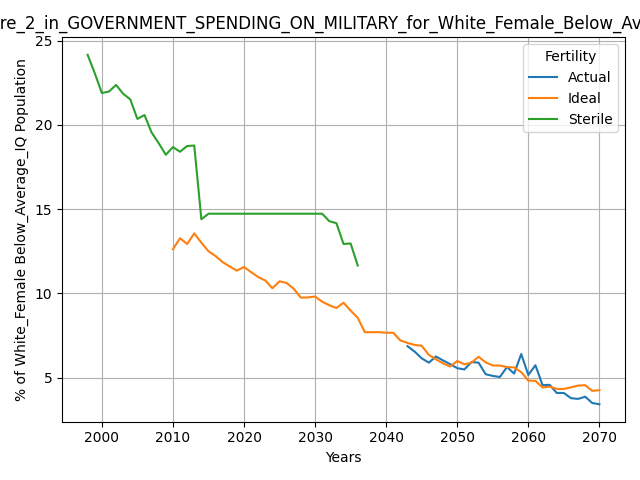 re_2_in_GOVERNMENT_SPENDING_ON_MILITARY_for_White_Female_Below_Av
% of White_Female Below_Average_IQ Population
25
20
15
10
5
Fertility
Actual
Ideal
Sterile
2000 2010 2020 2030 2040 2050 2060 2070
Years